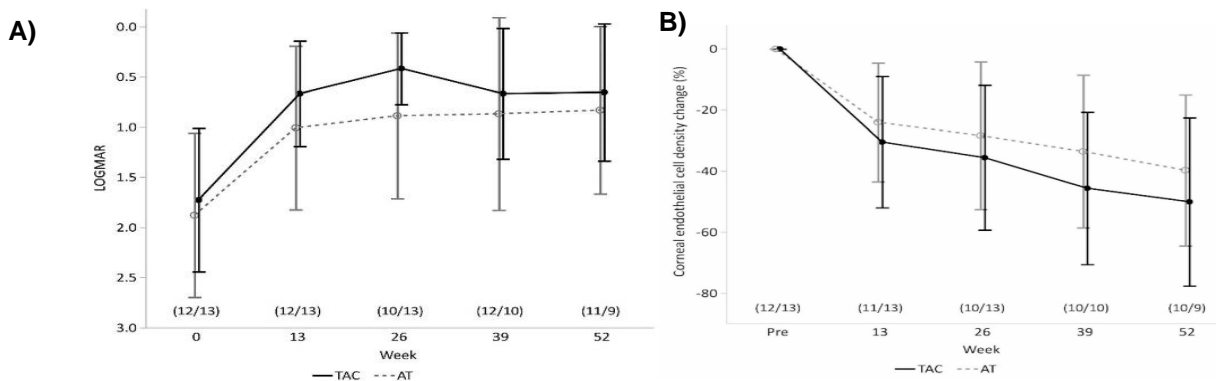 A)
0.0
0.5
1.0
1.5
2.0
2.5
3.0
LOGMAR
(12/13) (12/13) (10/13) (12/10) (11/9)
0 13 26 39 52
Week
TAC AT
B)
0
-20
-40
-60
-80
Corneal endothelial cell density change (%)
(12/13) (11/13) (10/13) (10/10) (10/9)
Pre 13 26 39 52
Week
TAC AT